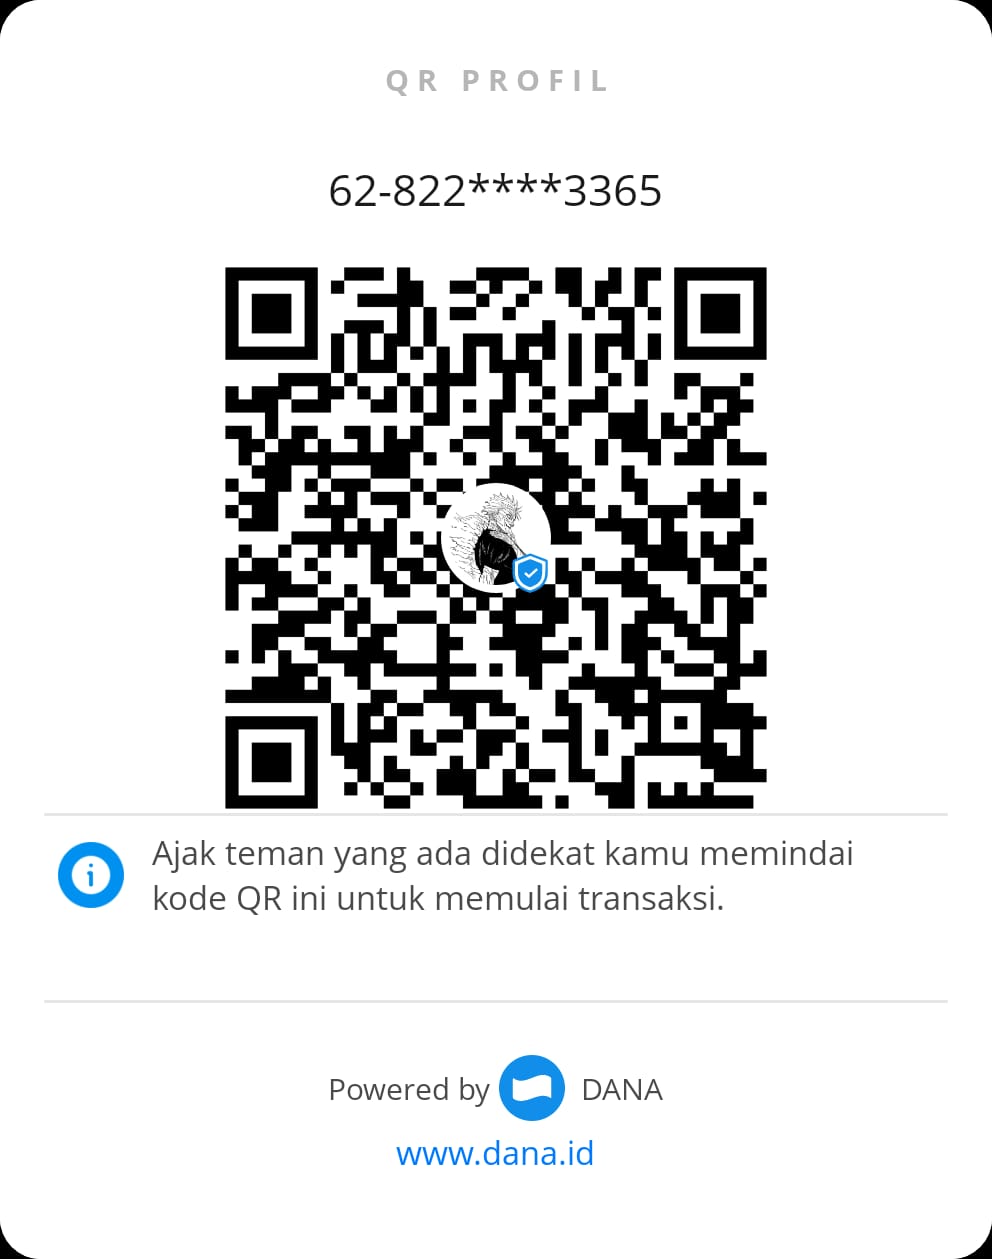 QR PROFIL
62-822****3365
Ajak teman yang ada didekat kamu memindai
kode QR ini untuk memulai transaksi.
Powered by DANA
www.dana.id